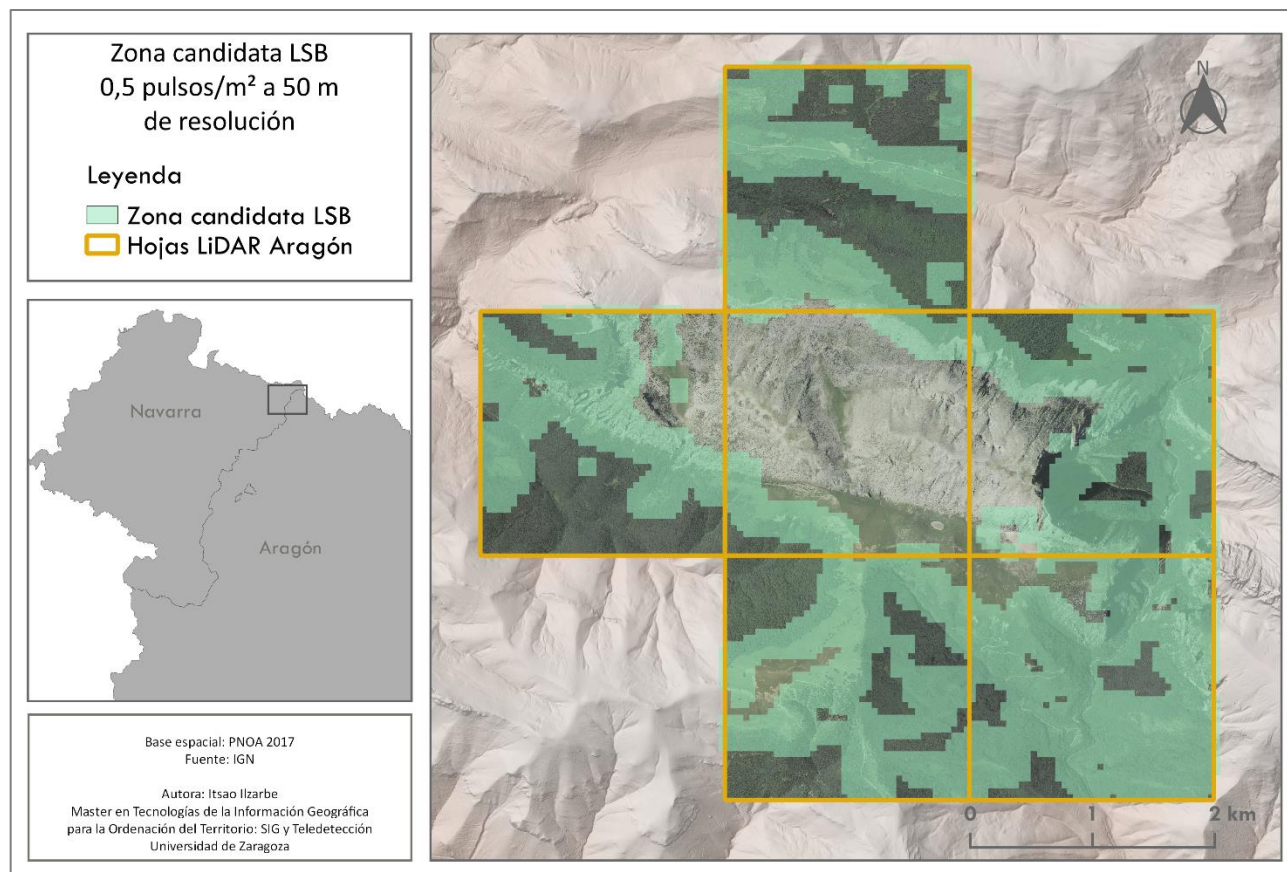 Zona candidata LSB
0,5 pulsos/m² a 50 m
de resolución
Leyenda
Zona candidata LSB
Hojas LiDAR Aragón
Navarra
Aragón
Base espacial: PNOA 2017
Fuente: IGN
Autora: Itsao Ilzarbe
Master en Tecnologías de la Información Geográfica
para la Ordenación del Territorio: SIG y Teledetección
Universidad de Zaragoza
N
0 1 2 km